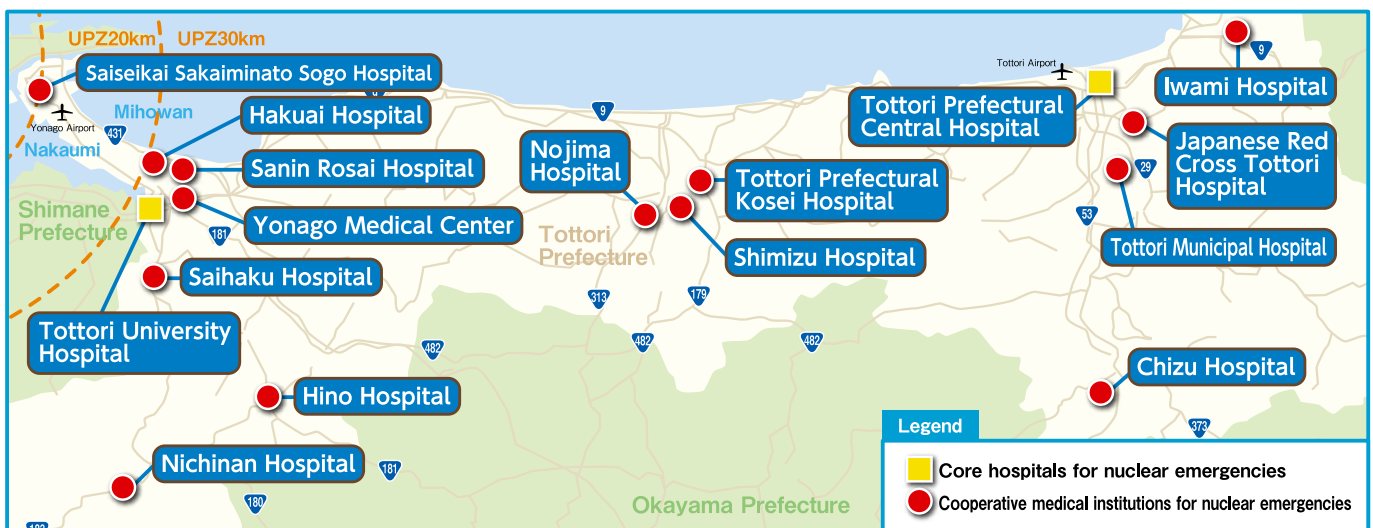 UPZ20km
UPZ30km
Saiseikai Sakaiminato Sogo Hospital
Yonago Airport
431
Mihowan
Nakaumi
Hakuai Hospital
Sanin Rosai Hospital
Yonago Medical Center
Shimane
Prefecture
181
Saihaku Hospital
Tottori University
Hospital
482
Hino Hospital
Nichinan Hospital
181
180
9
Nojima
Hospital
Tottori Prefectural
Kosei Hospital
Shimizu Hospital
Tottori
Prefecture
313
179
482
482
Okayama Prefecture
Tottori Airport
Tottori Prefectural
Central Hospital
9
Iwami Hospital
Japanese Red
Cross Tottori
Hospital
29
53
Tottori Municipal Hospital
Chizu Hospital
373
Legend
Core hospitals for nuclear emergencies
Cooperative medical institutions for nuclear emergencies